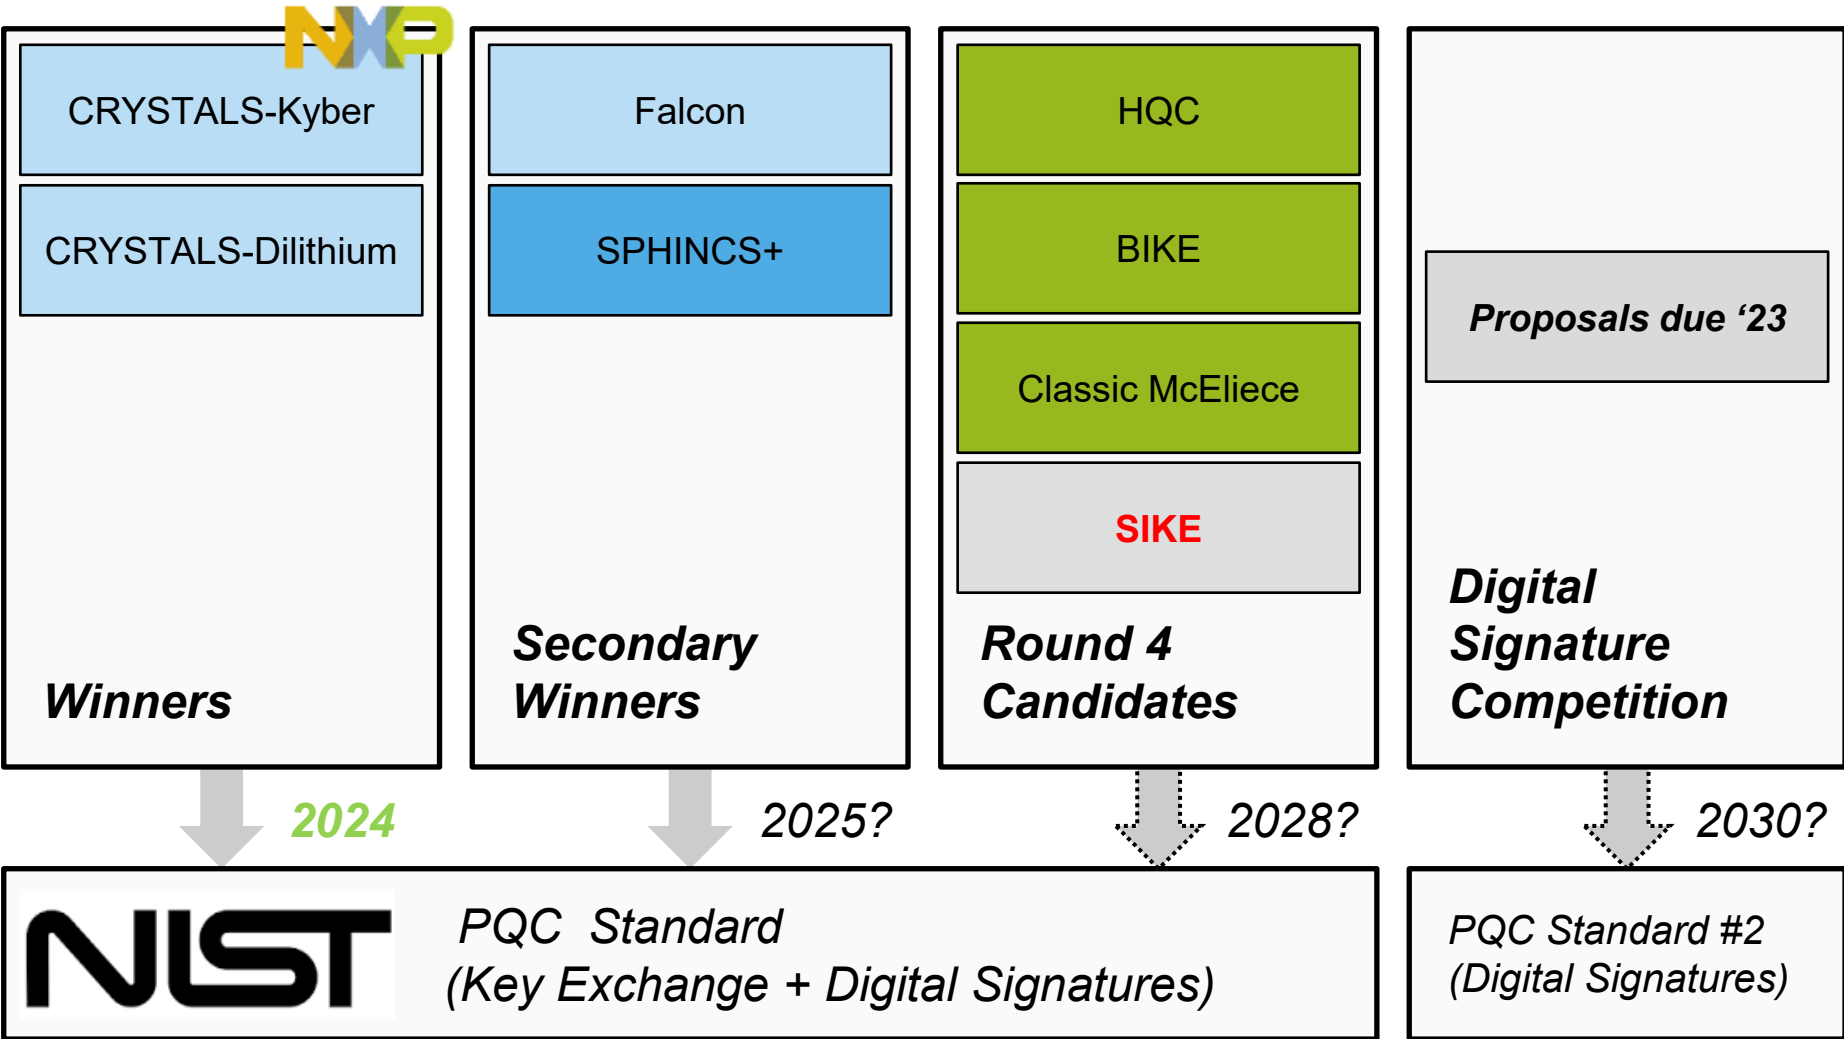 NXP
CRYSTALS-Kyber
CRYSTALS-Dilithium
Winners
Falcon
SPHINCS+
Secondary
Winners
HQC
BIKE
Classic McEliece
SIKE
Round 4
Candidates
Proposals due ‘23
Digital
Signature
Competition
2024
2025?
2028?
2030?
NIST
PQC  Standard
(Key Exchange + Digital Signatures)
PQC Standard #2
(Digital Signatures)